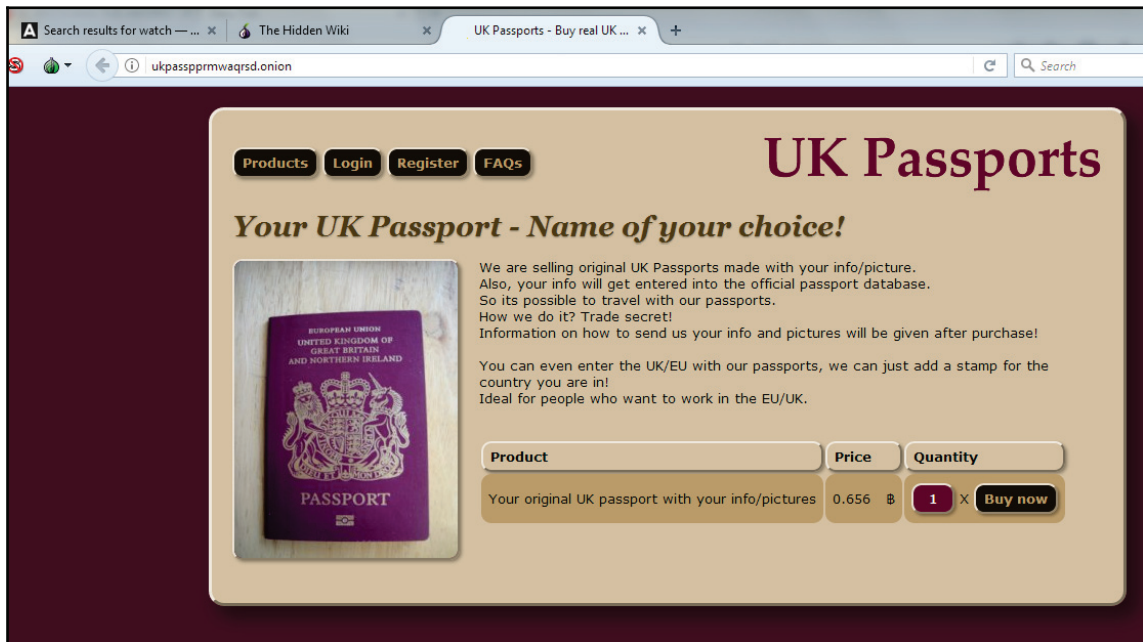 Search results for watch — ...
The Hidden Wiki
UK Passports - Buy real UK ...
ukpasspprmwaqrsd.onion
Search
Products Login Register FAQs
UK Passports
Your UK Passport - Name of your choice!
EUROPEAN UNION
UNITED KINGDOM OF
GREAT BRITAIN
AND NORTHERN IRELAND
PASSPORT
We are selling original UK Passports made with your info/picture.
Also, your info will get entered into the official passport database.
So its possible to travel with our passports.
How we do it? Trade secret!
Information on how to send us your info and pictures will be given after purchase!
You can even enter the UK/EU with our passports, we can just add a stamp for the
country you are in!
Ideal for people who want to work in the EU/UK.
Product Price Quantity
Your original UK passport with your info/pictures 0.656 ฿ 1 X Buy now